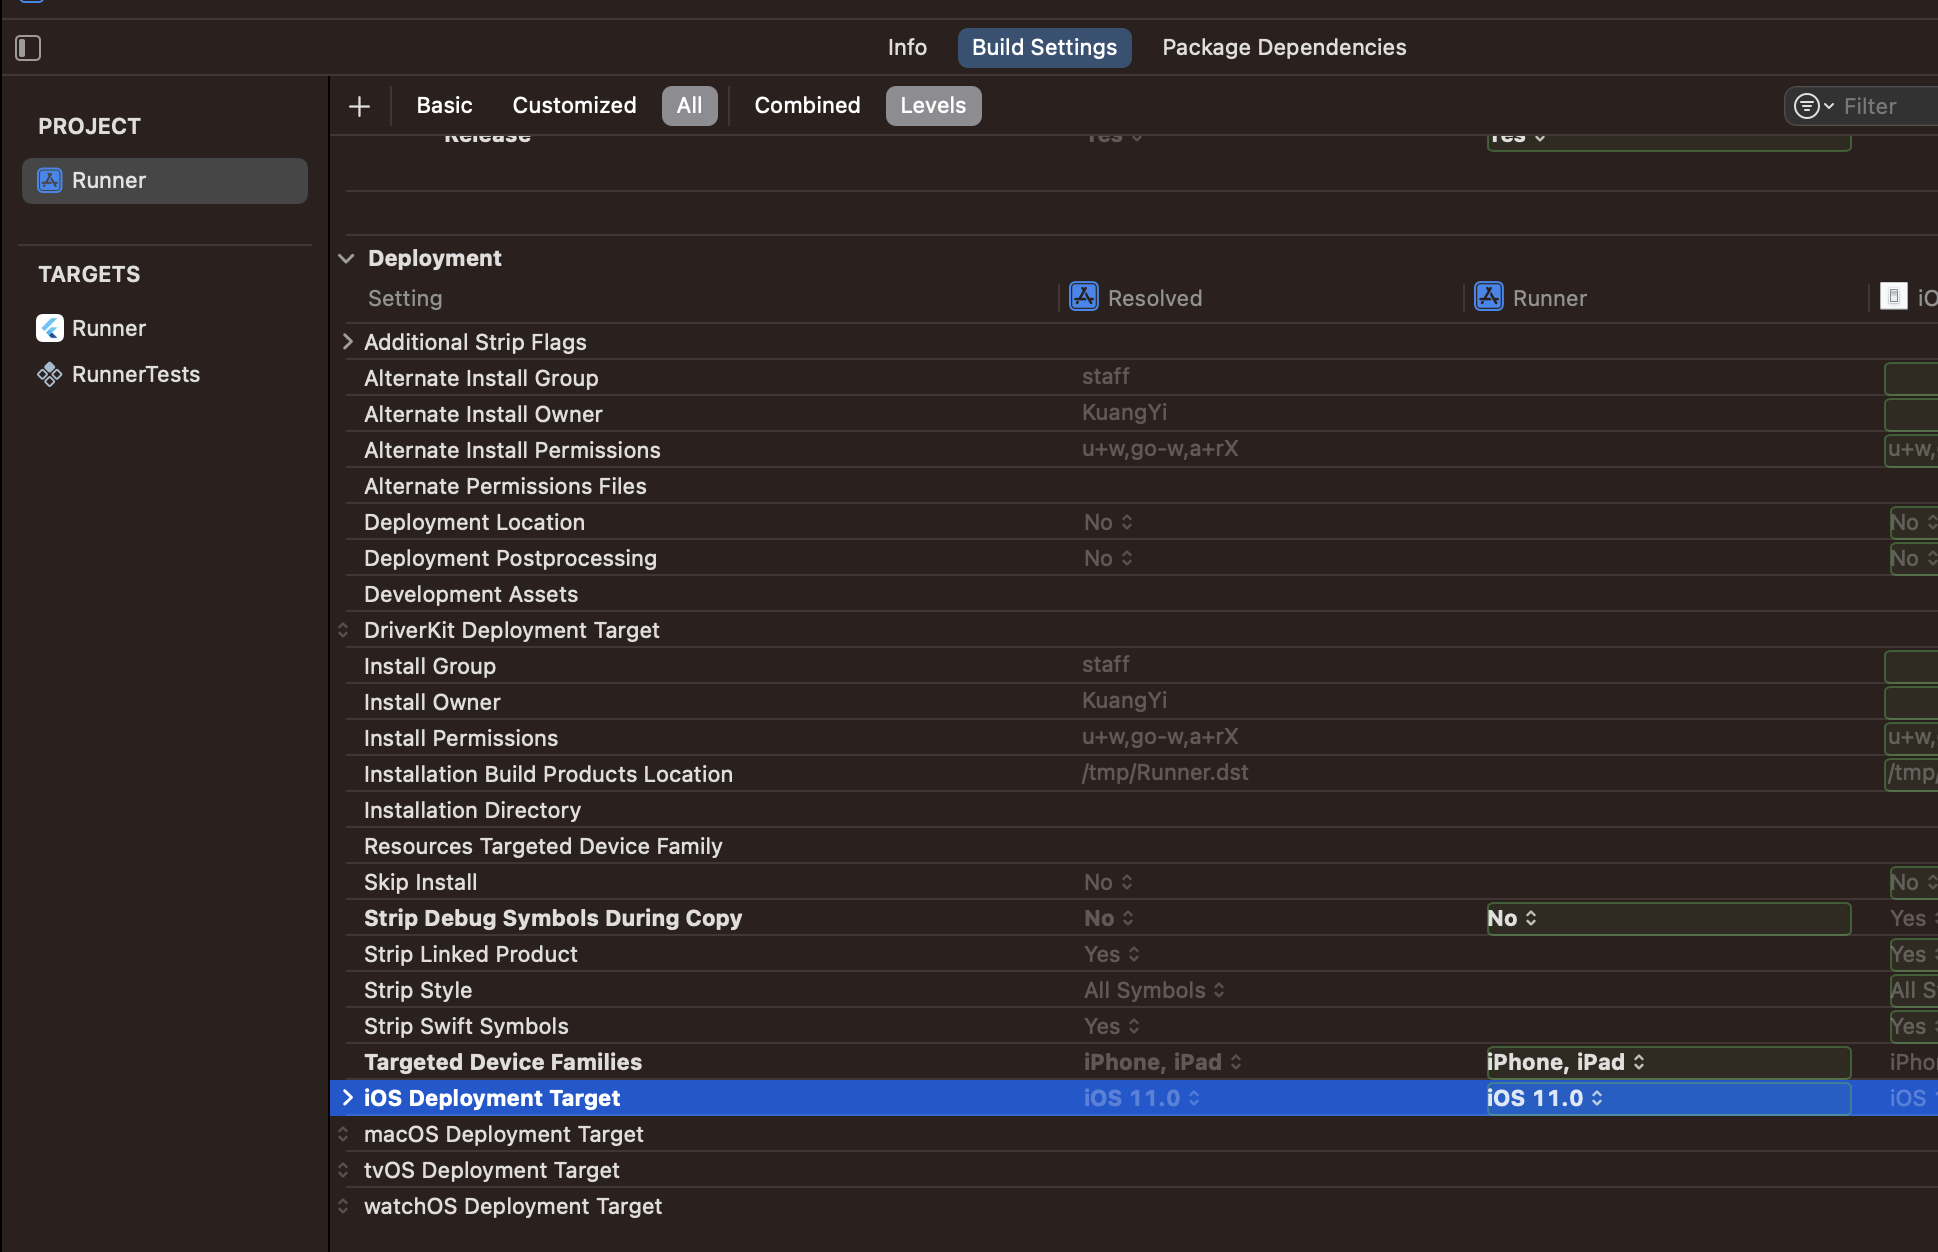 Info Build Settings Package Dependencies
Basic Customized All Combined Levels Filter
PROJECT
Runner
TARGETS
Runner
RunnerTests
Release Yes Yes
Deployment
Setting Resolved Runner iO
Additional Strip Flags
Alternate Install Group staff
Alternate Install Owner KuangYi
Alternate Install Permissions u+w,go-w,a+rX u+w,
Alternate Permissions Files
Deployment Location No No
Deployment Postprocessing No No
Development Assets
DriverKit Deployment Target
Install Group staff
Install Owner KuangYi
Install Permissions u+w,go-w,a+rX u+w,
Installation Build Products Location /tmp/Runner.dst /tmp/
Installation Directory
Resources Targeted Device Family
Skip Install No No
Strip Debug Symbols During Copy No No Yes
Strip Linked Product Yes Yes
Strip Style All Symbols All S
Strip Swift Symbols Yes Yes
Targeted Device Families iPhone, iPad iPhone, iPad iPho
iOS Deployment Target iOS 11.0 iOS 11.0 iOS
macOS Deployment Target
tvOS Deployment Target
watchOS Deployment Target